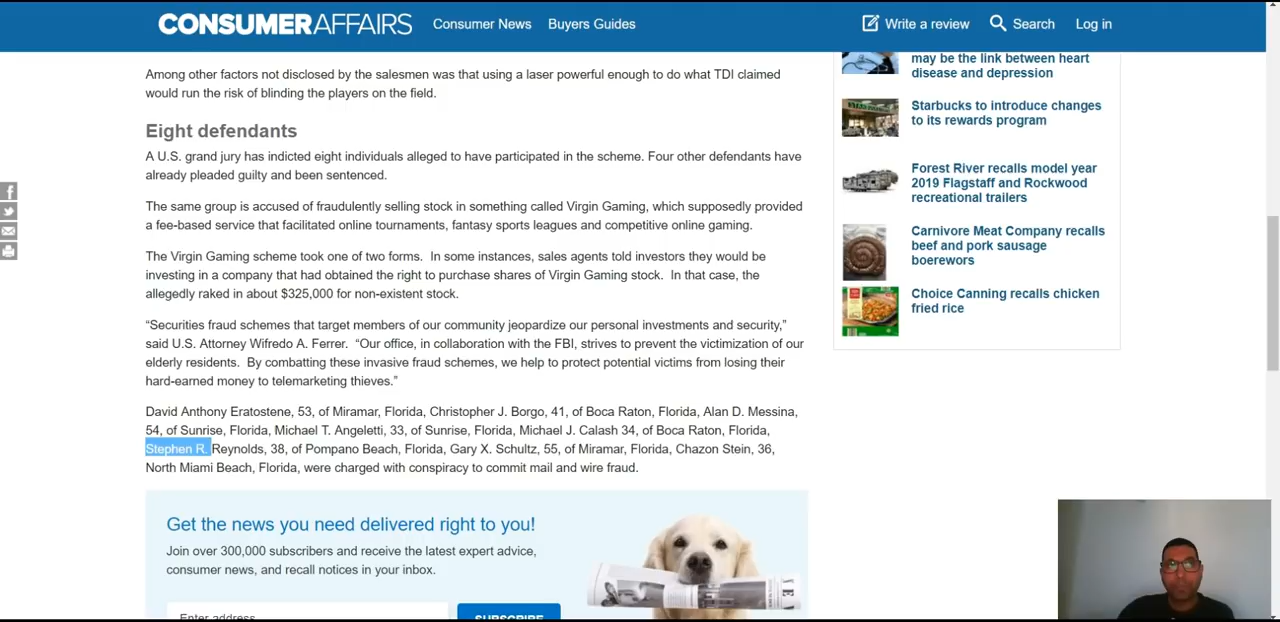 CONSUMERAFFAIRS
Consumer News
Buyers Guides
Write a review
Search
Log in
Among other factors not disclosed by the salesmen was that using a laser powerful enough to do what TDI claimed
would run the risk of blinding the players on the field.
Eight defendants
A U.S. grand jury has indicted eight individuals alleged to have participated in the scheme. Four other defendants have
already pleaded guilty and been sentenced.
The same group is accused of fraudulently selling stock in something called Virgin Gaming, which supposedly provided
a fee-based service that facilitated online tournaments, fantasy sports leagues and competitive online gaming.
The Virgin Gaming scheme took one of two forms. In some instances, sales agents told investors they would be
investing in a company that had obtained the right to purchase shares of Virgin Gaming stock. In that case, the
allegedly raked in about $325,000 for non-existent stock.
“Securities fraud schemes that target members of our community jeopardize our personal investments and security,”
said U.S. Attorney Wifredo A. Ferrer. “Our office, in collaboration with the FBI, strives to prevent the victimization of our
elderly residents. By combatting these invasive fraud schemes, we help to protect potential victims from losing their
hard-earned money to telemarketing thieves.”
David Anthony Eratostene, 53, of Miramar, Florida, Christopher J. Borgo, 41, of Boca Raton, Florida, Alan D. Messina,
54, of Sunrise, Florida, Michael T. Angeletti, 33, of Sunrise, Florida, Michael J. Calash 34, of Boca Raton, Florida,
Stephen R. Reynolds, 38, of Pompano Beach, Florida, Gary X. Schultz, 55, of Miramar, Florida, Chazon Stein, 36,
North Miami Beach, Florida, were charged with conspiracy to commit mail and wire fraud.
Get the news you need delivered right to you!
Join over 300,000 subscribers and receive the latest expert advice,
consumer news, and recall notices in your inbox.
Enter address
SUBSCRIBE
may be the link between heart
disease and depression
Starbucks to introduce changes
to its rewards program
Forest River recalls model year
2019 Flagstaff and Rockwood
recreational trailers
Carnivore Meat Company recalls
beef and pork sausage
boerewors
Choice Canning recalls chicken
fried rice